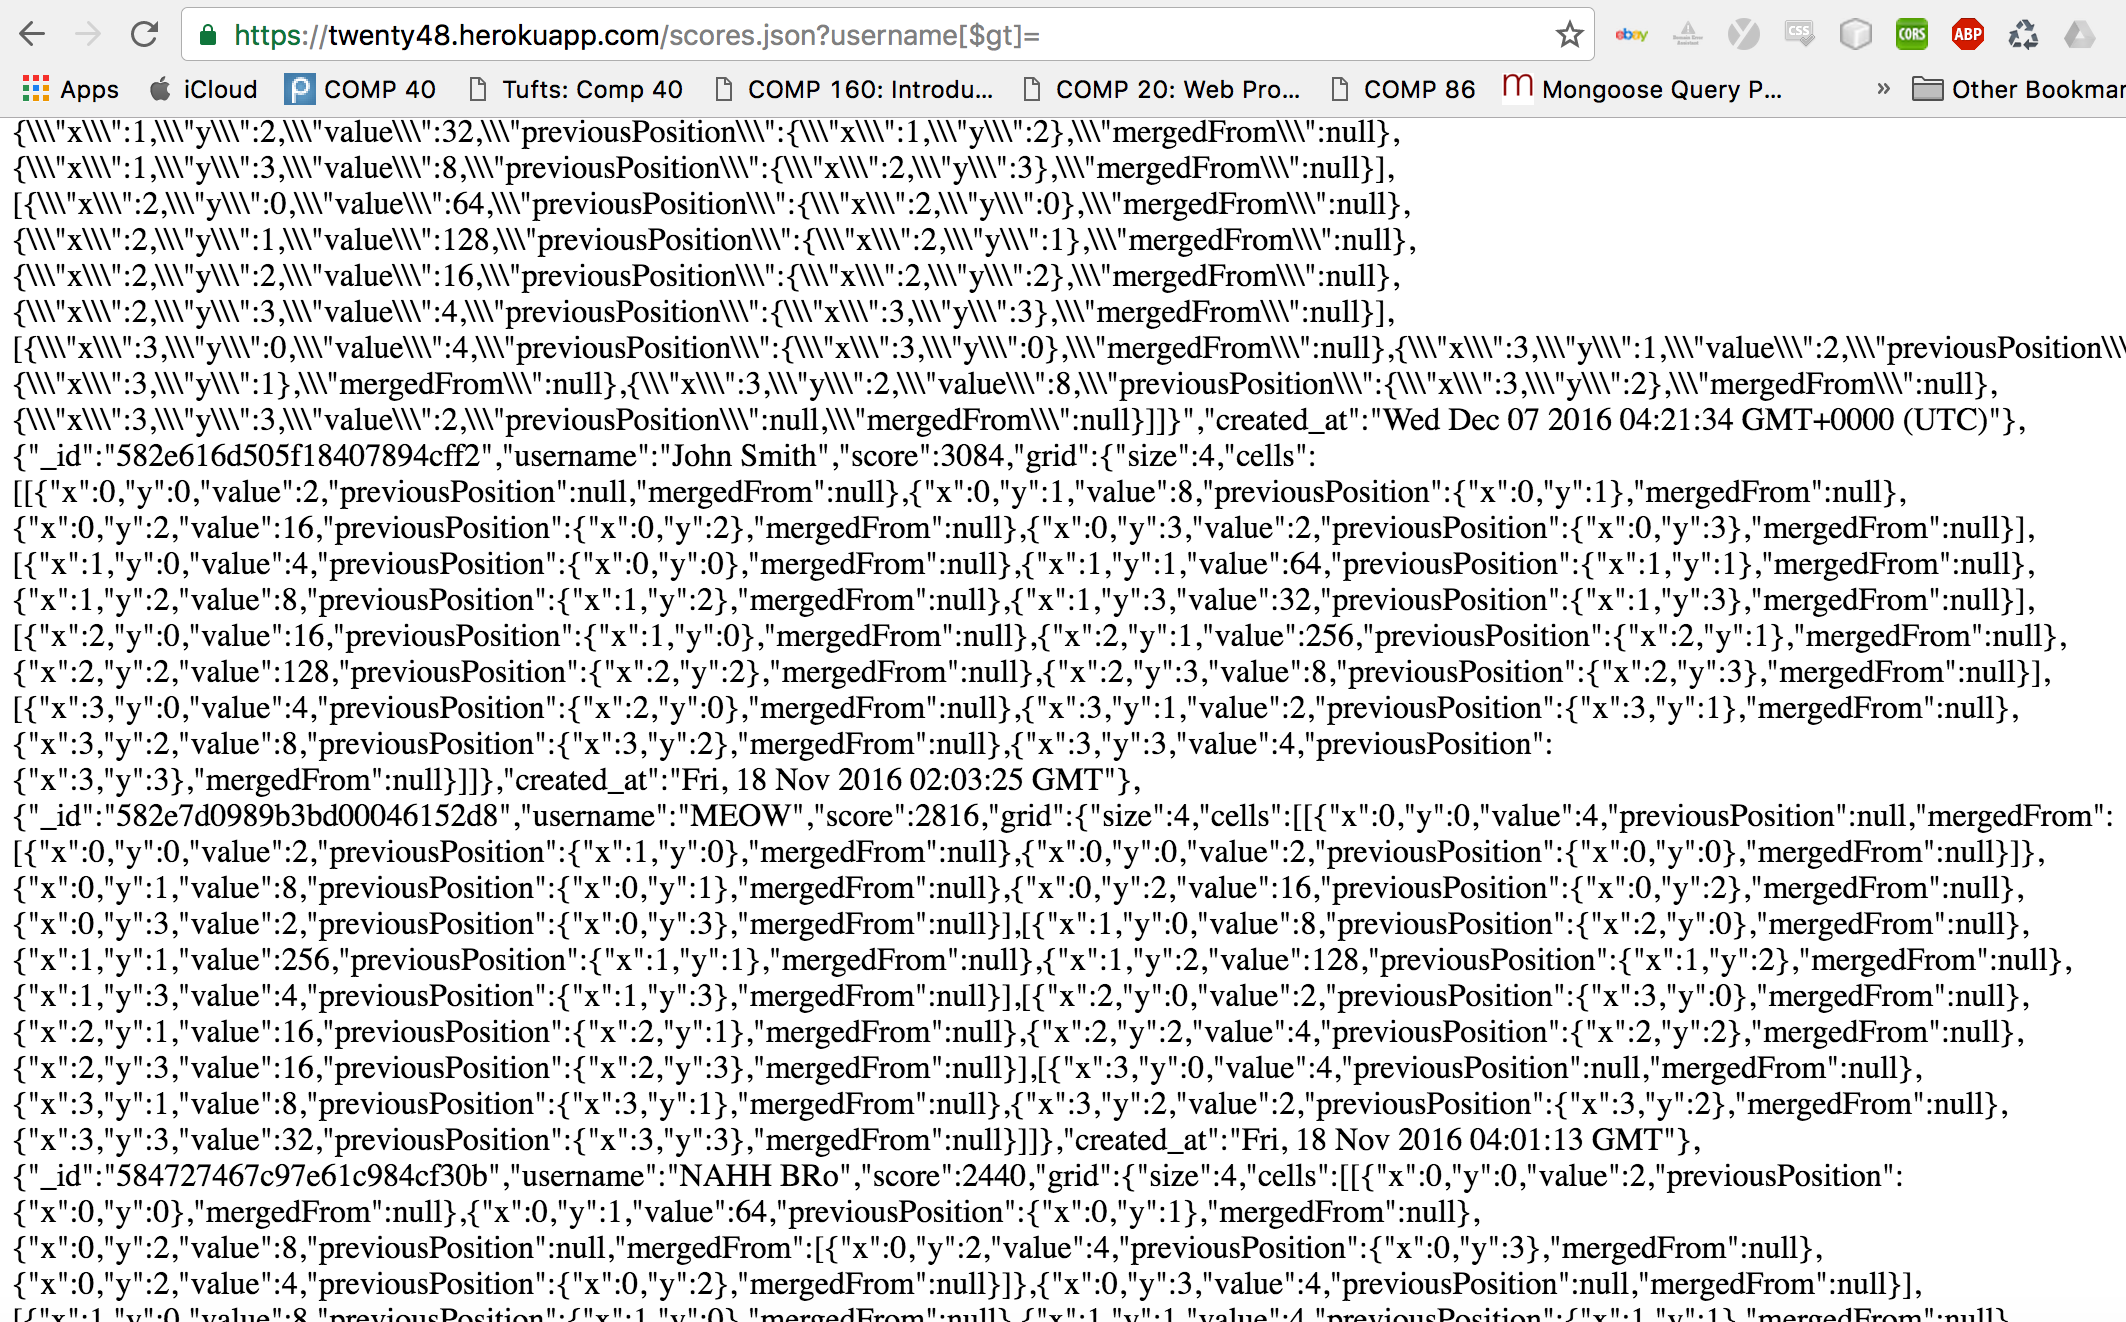 https://twenty48.herokuapp.com/scores.json?username[$gt]=
ebay
CSS
CORS
ABP
Apps iCloud COMP 40 Tufts: Comp 40 COMP 160: Introdu... COMP 20: Web Pro... COMP 86 Mongoose Query P... » Other Bookmar
{\\\"x\\\":1,\\\"y\\\":2,\\\"value\\\":32,\\\"previousPosition\\\":{\\\"x\\\":1,\\\"y\\\":2},\\\"mergedFrom\\\":null},
{\\\"x\\\":1,\\\"y\\\":3,\\\"value\\\":8,\\\"previousPosition\\\":{\\\"x\\\":2,\\\"y\\\":3},\\\"mergedFrom\\\":null}],
[{\\\"x\\\":2,\\\"y\\\":0,\\\"value\\\":64,\\\"previousPosition\\\":{\\\"x\\\":2,\\\"y\\\":0},\\\"mergedFrom\\\":null},
{\\\"x\\\":2,\\\"y\\\":1,\\\"value\\\":128,\\\"previousPosition\\\":{\\\"x\\\":2,\\\"y\\\":1},\\\"mergedFrom\\\":null},
{\\\"x\\\":2,\\\"y\\\":2,\\\"value\\\":16,\\\"previousPosition\\\":{\\\"x\\\":2,\\\"y\\\":2},\\\"mergedFrom\\\":null},
{\\\"x\\\":2,\\\"y\\\":3,\\\"value\\\":4,\\\"previousPosition\\\":{\\\"x\\\":3,\\\"y\\\":3},\\\"mergedFrom\\\":null}],
[{\\\"x\\\":3,\\\"y\\\":0,\\\"value\\\":4,\\\"previousPosition\\\":{\\\"x\\\":3,\\\"y\\\":0},\\\"mergedFrom\\\":null},{\\\"x\\\":3,\\\"y\\\":1,\\\"value\\\":2,\\\"previousPosition\\\
{\\\"x\\\":3,\\\"y\\\":1},\\\"mergedFrom\\\":null},{\\\"x\\\":3,\\\"y\\\":2,\\\"value\\\":8,\\\"previousPosition\\\":{\\\"x\\\":3,\\\"y\\\":2},\\\"mergedFrom\\\":null},
{\\\"x\\\":3,\\\"y\\\":3,\\\"value\\\":2,\\\"previousPosition\\\":null,\\\"mergedFrom\\\":null}]]}","created_at":"Wed Dec 07 2016 04:21:34 GMT+0000 (UTC)"},
{"_id":"582e616d505f18407894cff2","username":"John Smith","score":3084,"grid":{"size":4,"cells":
[[{"x":0,"y":0,"value":2,"previousPosition":null,"mergedFrom":null},{"x":0,"y":1,"value":8,"previousPosition":{"x":0,"y":1},"mergedFrom":null},
{"x":0,"y":2,"value":16,"previousPosition":{"x":0,"y":2},"mergedFrom":null},{"x":0,"y":3,"value":2,"previousPosition":{"x":0,"y":3},"mergedFrom":null}],
[{"x":1,"y":0,"value":4,"previousPosition":{"x":0,"y":0},"mergedFrom":null},{"x":1,"y":1,"value":64,"previousPosition":{"x":1,"y":1},"mergedFrom":null},
{"x":1,"y":2,"value":8,"previousPosition":{"x":1,"y":2},"mergedFrom":null},{"x":1,"y":3,"value":32,"previousPosition":{"x":1,"y":3},"mergedFrom":null}],
[{"x":2,"y":0,"value":16,"previousPosition":{"x":1,"y":0},"mergedFrom":null},{"x":2,"y":1,"value":256,"previousPosition":{"x":2,"y":1},"mergedFrom":null},
{"x":2,"y":2,"value":128,"previousPosition":{"x":2,"y":2},"mergedFrom":null},{"x":2,"y":3,"value":8,"previousPosition":{"x":2,"y":3},"mergedFrom":null}],
[{"x":3,"y":0,"value":4,"previousPosition":{"x":2,"y":0},"mergedFrom":null},{"x":3,"y":1,"value":2,"previousPosition":{"x":3,"y":1},"mergedFrom":null},
{"x":3,"y":2,"value":8,"previousPosition":{"x":3,"y":2},"mergedFrom":null},{"x":3,"y":3,"value":4,"previousPosition":
{"x":3,"y":3},"mergedFrom":null}]]},"created_at":"Fri, 18 Nov 2016 02:03:25 GMT"},
{"_id":"582e7d0989b3bd00046152d8","username":"MEOW","score":2816,"grid":{"size":4,"cells":[[{"x":0,"y":0,"value":4,"previousPosition":null,"mergedFrom":
[{"x":0,"y":0,"value":2,"previousPosition":{"x":1,"y":0},"mergedFrom":null},{"x":0,"y":0,"value":2,"previousPosition":{"x":0,"y":0},"mergedFrom":null}]},
{"x":0,"y":1,"value":8,"previousPosition":{"x":0,"y":1},"mergedFrom":null},{"x":0,"y":2,"value":16,"previousPosition":{"x":0,"y":2},"mergedFrom":null},
{"x":0,"y":3,"value":2,"previousPosition":{"x":0,"y":3},"mergedFrom":null}],[{"x":1,"y":0,"value":8,"previousPosition":{"x":2,"y":0},"mergedFrom":null},
{"x":1,"y":1,"value":256,"previousPosition":{"x":1,"y":1},"mergedFrom":null},{"x":1,"y":2,"value":128,"previousPosition":{"x":1,"y":2},"mergedFrom":null},
{"x":1,"y":3,"value":4,"previousPosition":{"x":1,"y":3},"mergedFrom":null}],[{"x":2,"y":0,"value":2,"previousPosition":{"x":3,"y":0},"mergedFrom":null},
{"x":2,"y":1,"value":16,"previousPosition":{"x":2,"y":1},"mergedFrom":null},{"x":2,"y":2,"value":4,"previousPosition":{"x":2,"y":2},"mergedFrom":null},
{"x":2,"y":3,"value":16,"previousPosition":{"x":2,"y":3},"mergedFrom":null}],[{"x":3,"y":0,"value":4,"previousPosition":null,"mergedFrom":null},
{"x":3,"y":1,"value":8,"previousPosition":{"x":3,"y":1},"mergedFrom":null},{"x":3,"y":2,"value":2,"previousPosition":{"x":3,"y":2},"mergedFrom":null},
{"x":3,"y":3,"value":32,"previousPosition":{"x":3,"y":3},"mergedFrom":null}]]},"created_at":"Fri, 18 Nov 2016 04:01:13 GMT"},
{"_id":"584727467c97e61c984cf30b","username":"NAHH BRo","score":2440,"grid":{"size":4,"cells":[[{"x":0,"y":0,"value":2,"previousPosition":
{"x":0,"y":0},"mergedFrom":null},{"x":0,"y":1,"value":64,"previousPosition":{"x":0,"y":1},"mergedFrom":null},
{"x":0,"y":2,"value":8,"previousPosition":null,"mergedFrom":[{"x":0,"y":2,"value":4,"previousPosition":{"x":0,"y":3},"mergedFrom":null},
{"x":0,"y":2,"value":4,"previousPosition":{"x":0,"y":2},"mergedFrom":null}]},{"x":0,"y":3,"value":4,"previousPosition":null,"mergedFrom":null}],
[{"x":1,"y":0,"value":8,"previousPosition":{"x":1,"y":0},"mergedFrom":null},{"x":1,"y":1,"value":4,"previousPosition":{"x":1,"y":1},"mergedFrom":null},